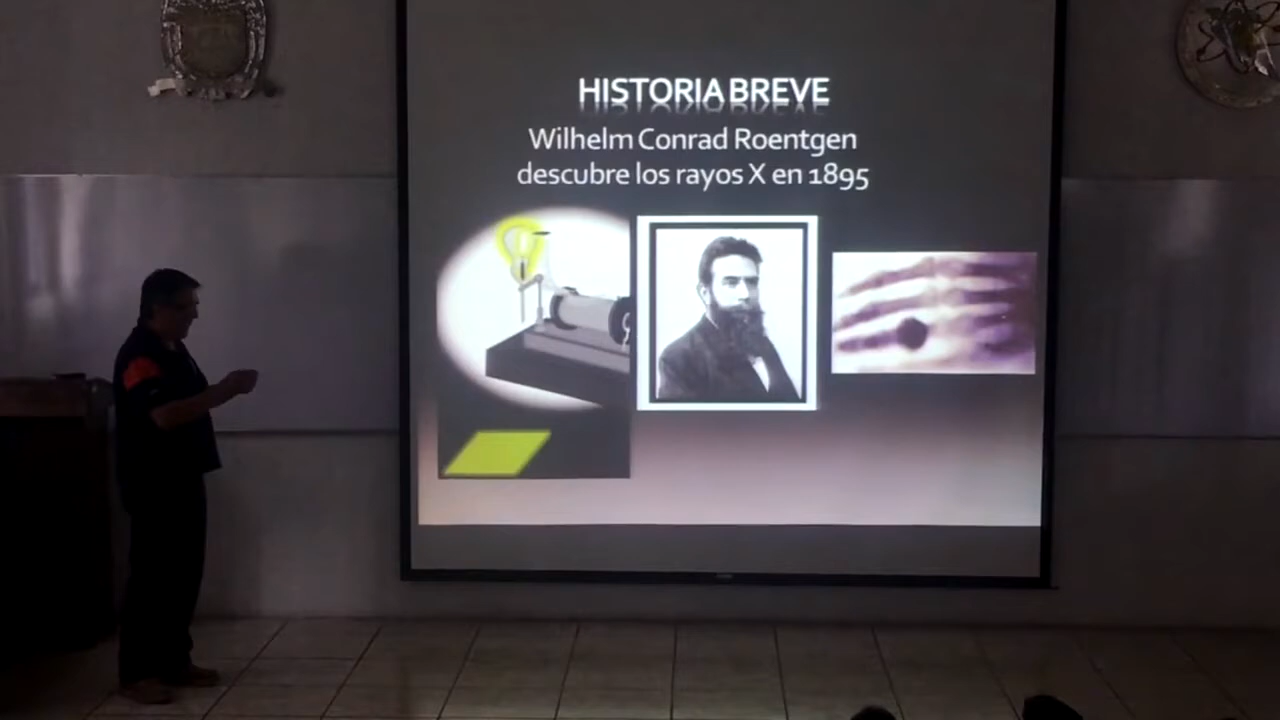 HISTORIA BREVE
Wilhelm Conrad Roentgen
descubre los rayos X en 1895